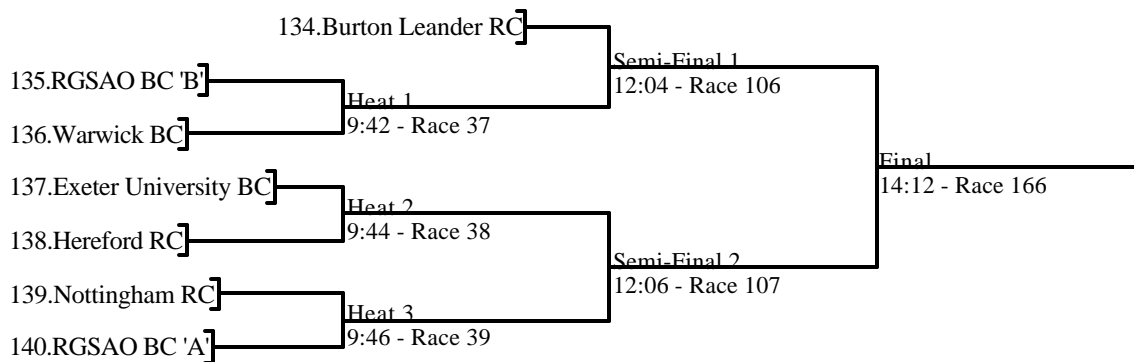 134.Burton Leander RC
Semi-Final 1
12:04 - Race 106
135.RGSAO BC 'B'
Heat 1
9:42 - Race 37
136.Warwick BC
Final
14:12 - Race 166
137.Exeter University BC
Heat 2
9:44 - Race 38
138.Hereford RC
Semi-Final 2
12:06 - Race 107
139.Nottingham RC
Heat 3
9:46 - Race 39
140.RGSAO BC 'A'